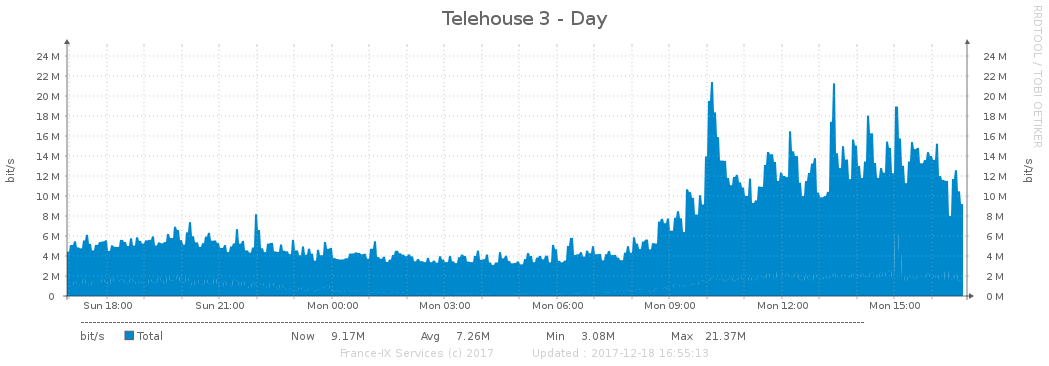 Telehouse 3 - Day
RRDTOOL / TOBI OETIKER
bit/s
24 M 24 M
22 M 22 M
20 M 20 M
18 M 18 M
16 M 16 M
14 M 14 M
12 M 12 M
10 M 10 M
8 M 8 M
6 M 6 M
4 M 4 M
2 M 2 M
0 0 M
bit/s
Sun 18:00 Sun 21:00 Mon 00:00 Mon 03:00 Mon 06:00 Mon 09:00 Mon 12:00 Mon 15:00
bit/s Total Now 9.17M Avg 7.26M Min 3.08M Max 21.37M
France-IX Services (c) 2017 Updated : 2017-12-18 16:55:13